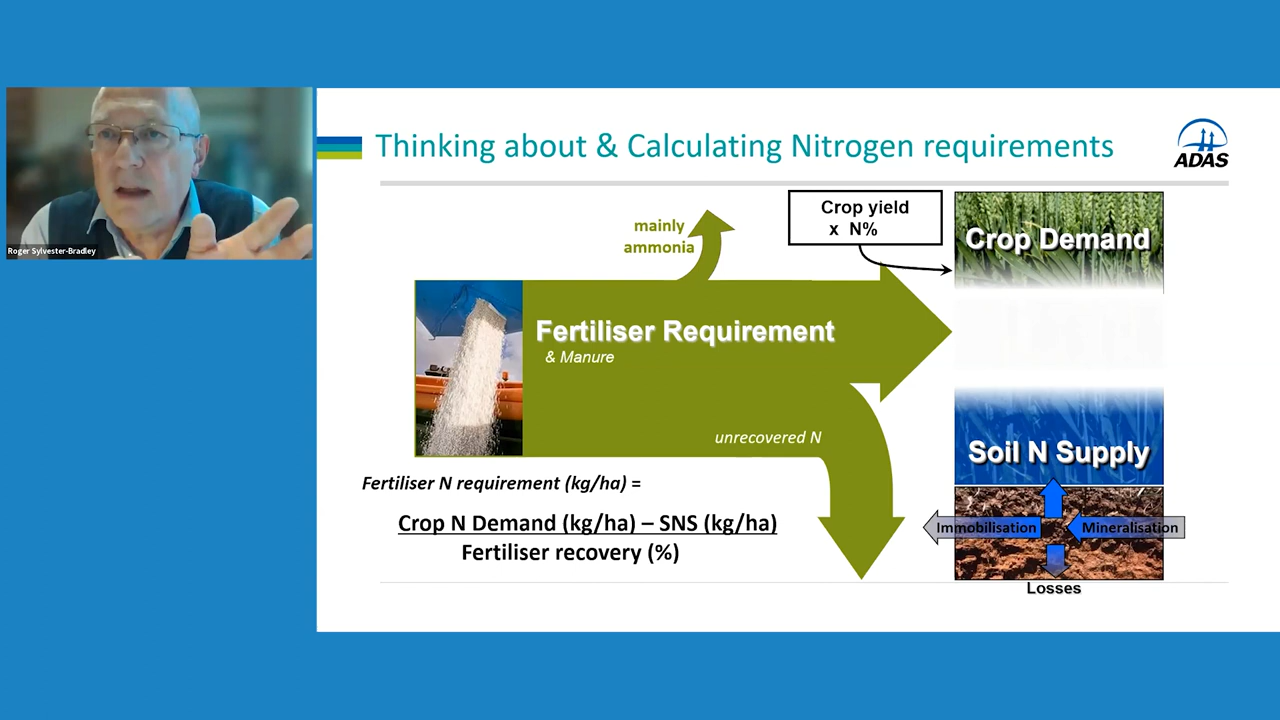 Roger Sylvester-Bradley
Thinking about & Calculating Nitrogen requirements
ADAS
mainly
ammonia
Crop yield
x N%
Crop Demand
Fertiliser Requirement
& Manure
unrecovered N
Soil N Supply
Fertiliser N requirement (kg/ha) =
Crop N Demand (kg/ha) – SNS (kg/ha)
Fertiliser recovery (%)
Immobilisation
Mineralisation
Losses